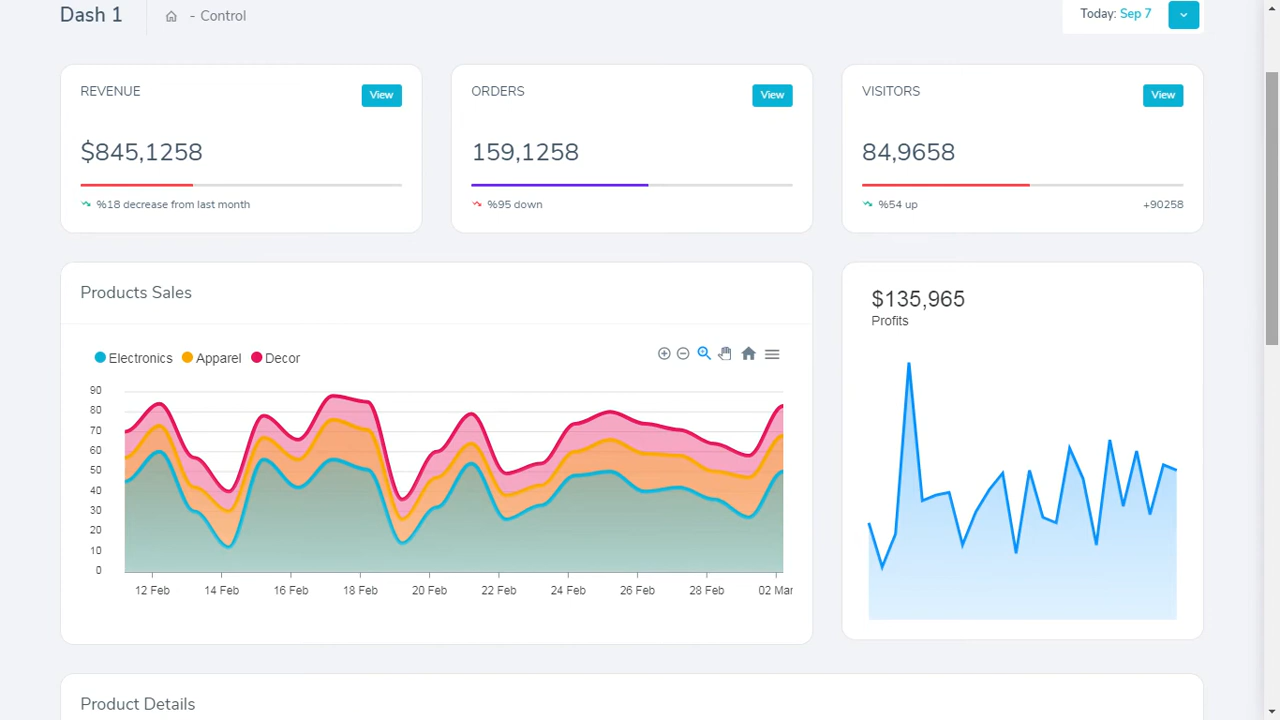 Dash 1
- Control
Today: Sep 7
REVENUE
View
$845,1258
%18 decrease from last month
ORDERS
View
159,1258
%95 down
VISITORS
View
84,9658
%54 up
+90258
Products Sales
Electronics
Apparel
Decor
90
80
70
60
50
40
30
20
10
0
12 Feb
14 Feb
16 Feb
18 Feb
20 Feb
22 Feb
24 Feb
26 Feb
28 Feb
02 Mar
$135,965
Profits
Product Details